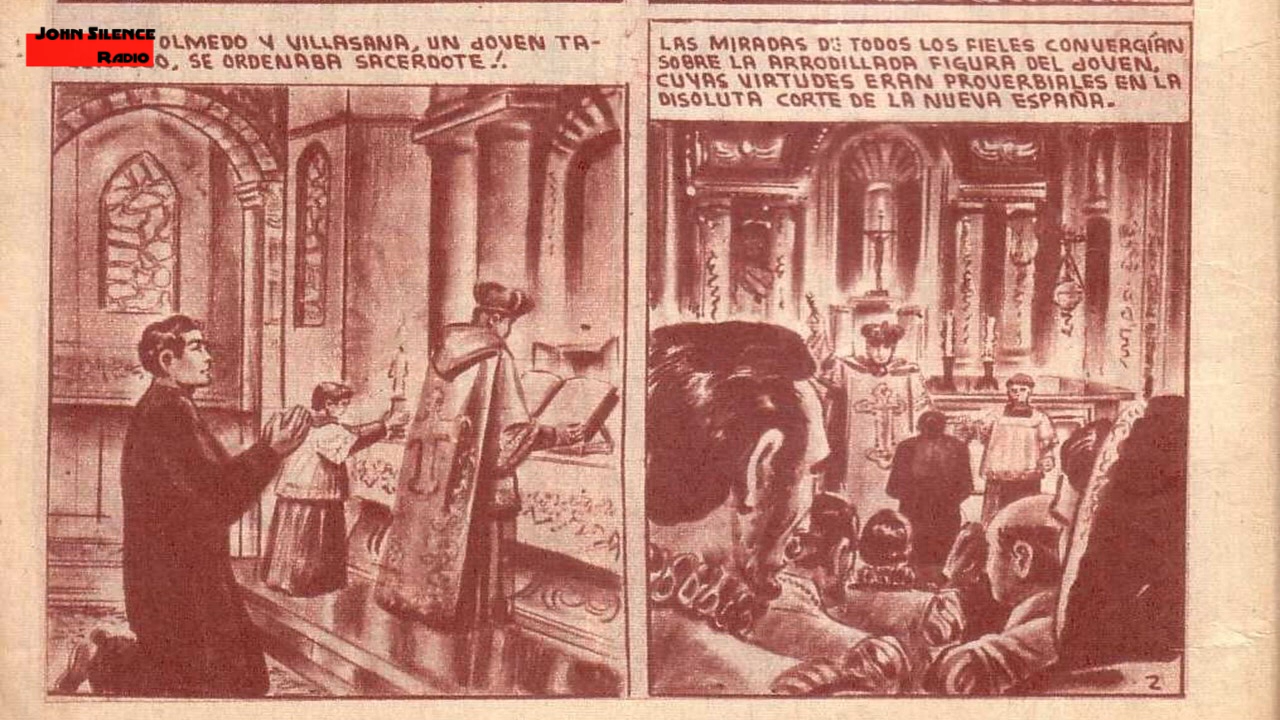 JOHN SILENCE
RADIO
OLMEDO Y VILLASANA, UN JOVEN TA-
, SE ORDENABA SACERDOTE!.
LAS MIRADAS DE TODOS LOS FIELES CONVERGÍAN
SOBRE LA ARRODILLADA FIGURA DEL JOVEN,
CUYAS VIRTUDES ERAN PROVERBIALES EN LA
DISOLUTA CORTE DE LA NUEVA ESPAÑA.
2